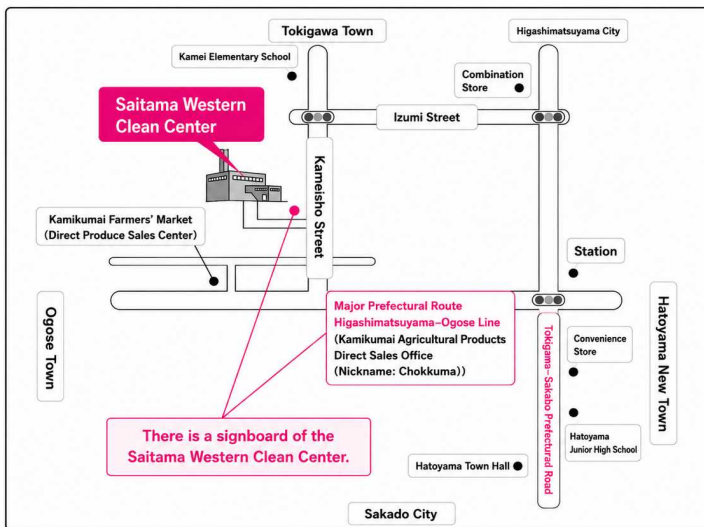 Tokigawa Town
Higashimatsuyama City
Kamei Elementary School
Combination
Store
Saitama Western
Clean Center
Izumi Street
Kameisho Street
Kamikumai Farmers' Market
(Direct Produce Sales Center)
Station
Ogose Town
Major Prefectural Route
Higashimatsuyama–Ogose Line
(Kamikumai Agricultural Products
Direct Sales Office
(Nickname: Chokkuma))
Tokigama–Sakabo Prefecturad Road
Hatoyama New Town
Convenience
Store
There is a signboard of the
Saitama Western Clean Center.
Hatoyama
Junior High School
Hatoyama Town Hall
Sakado City